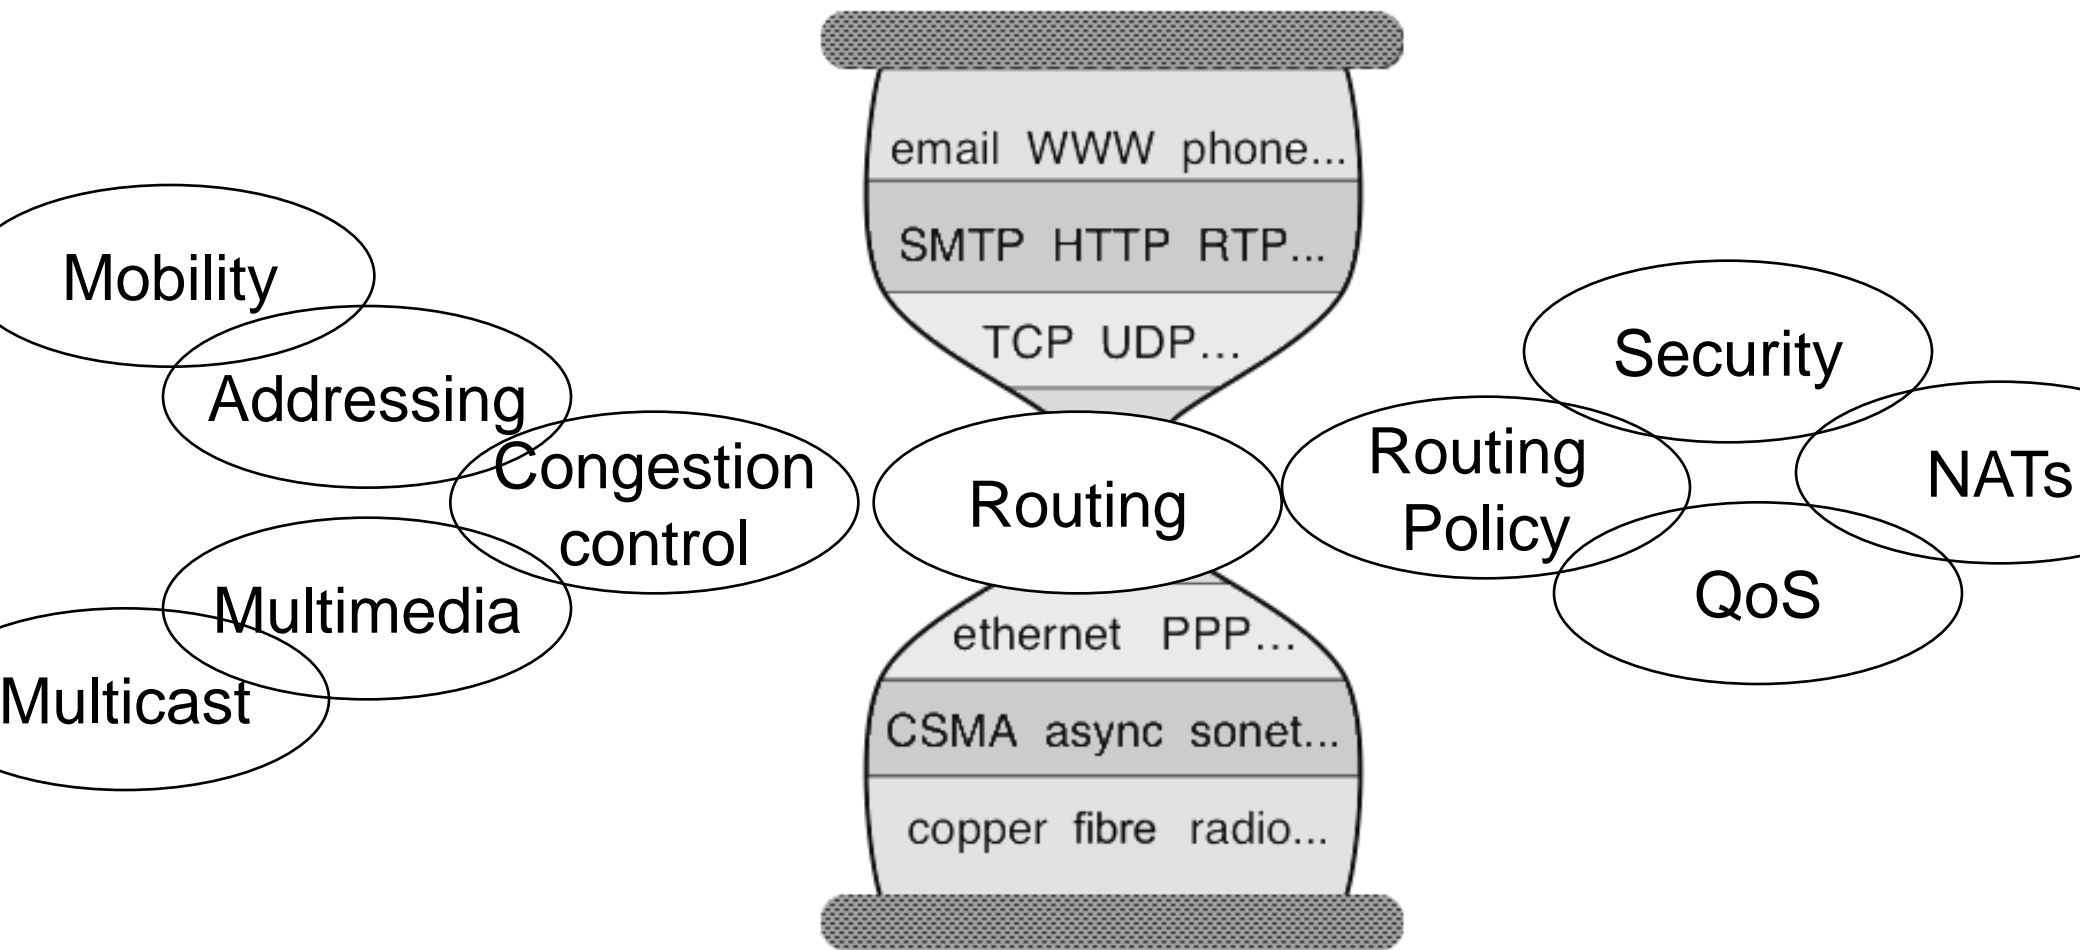 email WWW phone...
SMTP HTTP RTP...
TCP UDP...
Mobility
Addressing
Congestion
control
Multimedia
Multicast
Routing
Routing
Policy
Security
NATs
QoS
ethernet PPP...
CSMA async sonet...
copper fibre radio...